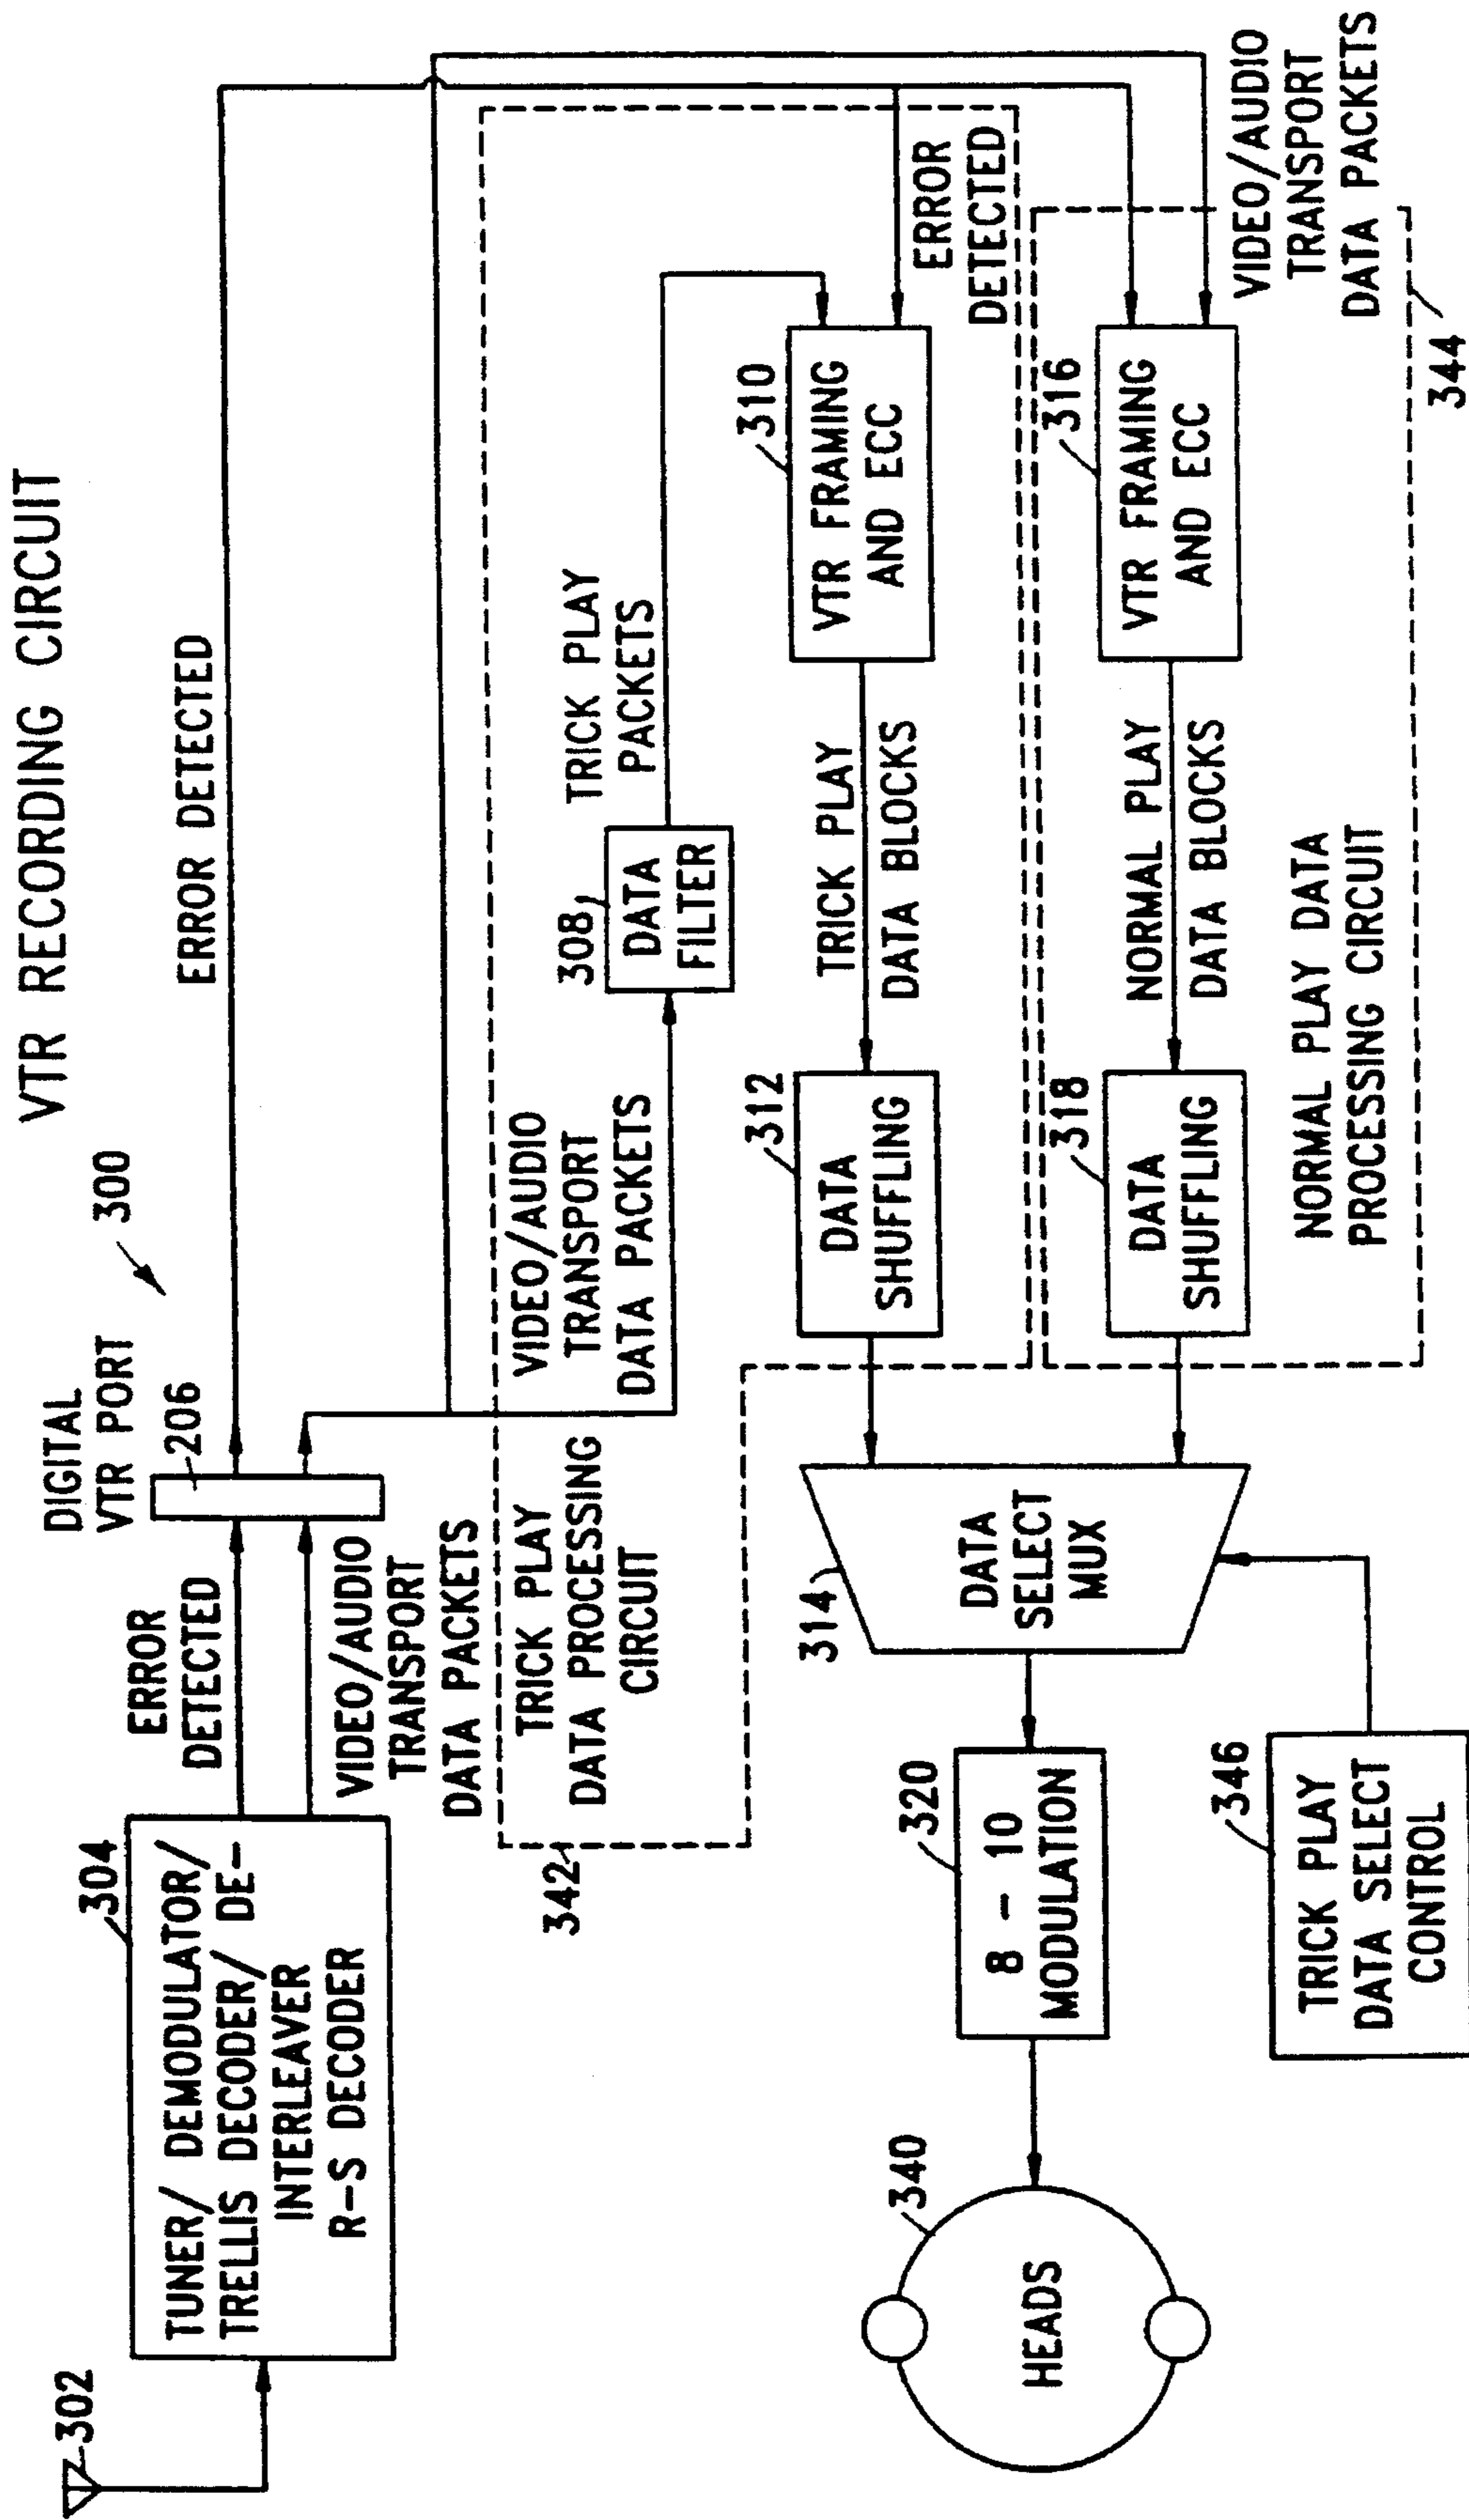 VTR RECORDING CIRCUIT
300
302
304
TUNER/ DEMODULATOR/
TRELLIS DECODER/ DE-
INTERLEAVER
R-S DECODER
ERROR
DETECTED
VIDEO/AUDIO
TRANSPORT
DATA PACKETS
DIGITAL
VTR PORT
206
ERROR DETECTED
342
TRICK PLAY
DATA PROCESSING
CIRCUIT
VIDEO/AUDIO
TRANSPORT
DATA PACKETS
308
DATA
FILTER
TRICK PLAY
PACKETS
310
VTR FRAMING
AND ECC
ERROR
DETECTED
TRICK PLAY
DATA BLOCKS
312
DATA
SHUFFLING
316
VTR FRAMING
AND ECC
VIDEO/AUDIO
TRANSPORT
DATA PACKETS
NORMAL PLAY
DATA BLOCKS
318
DATA
SHUFFLING
NORMAL PLAY DATA
PROCESSING CIRCUIT
344
314
DATA
SELECT
MUX
320
8 - 10
MODULATION
340
HEADS
346
TRICK PLAY
DATA SELECT
CONTROL